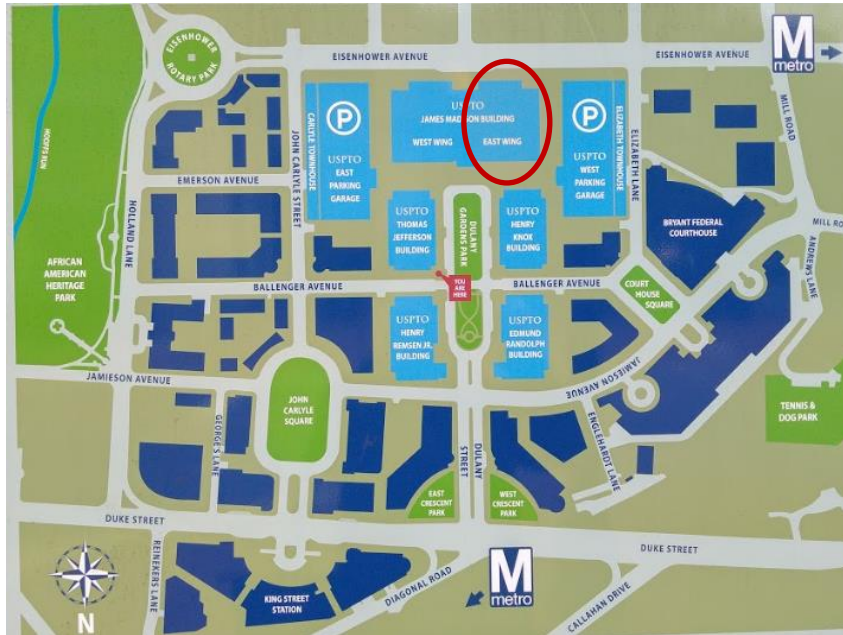 EISENHOWER
ROTARY PARK
EISENHOWER AVENUE
EISENHOWER AVENUE
M
metro
HOOFFS RUN
MILL ROAD
CARLYLE TOWNHOUSE
P
USPTO
EAST
PARKING
GARAGE
USPTO
JAMES MADISON BUILDING
WEST WING
EAST WING
P
USPTO
WEST
PARKING
GARAGE
ELIZABETH TOWNHOUSE
ELIZABETH LANE
JOHN CARLYLE STREET
EMERSON AVENUE
HOLLAND LANE
USPTO
THOMAS
JEFFERSON
BUILDING
DULANY
GARDENS PARK
USPTO
HENRY
KNOX
BUILDING
BRYANT FEDERAL
COURTHOUSE
MILL RO
ANDREWS LANE
AFRICAN
AMERICAN
HERITAGE
PARK
BALLENGER AVENUE
YOU
ARE
HERE
BALLENGER AVENUE
COURT
HOUSE
SQUARE
USPTO
HENRY
REMSEN JR.
BUILDING
USPTO
EDMUND
RANDOLPH
BUILDING
JAMIESON AVENUE
JAMIESON AVENUE
JOHN
CARLYLE
SQUARE
TENNIS &
DOG PARK
GEORGE'S LANE
DULANY
STREET
ENGLEHARDT LANE
EAST
CRESCENT
PARK
WEST
CRESCENT
PARK
DUKE STREET
DUKE STREET
REINEKERS LANE
N
KING STREET
STATION
DIAGONAL ROAD
M
metro
CALLAHAN DRIVE